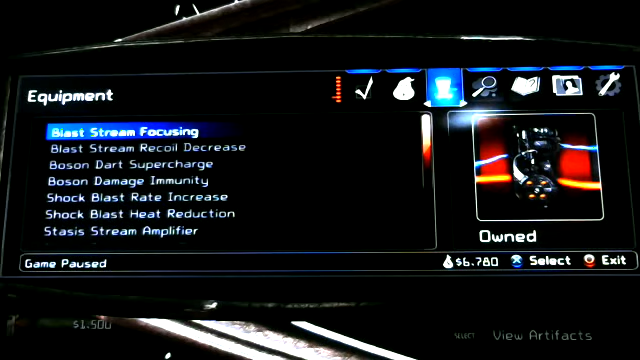 Equipment
Blast Stream Focusing
Blast Stream Recoil Decrease
Boson Dart Supercharge
Boson Damage Immunity
Shock Blast Rate Increase
Shock Blast Heat Reduction
Stasis Stream Amplifier
Owned
Game Paused
$6,780 Select Exit
$1,500
SELECT View Artifacts